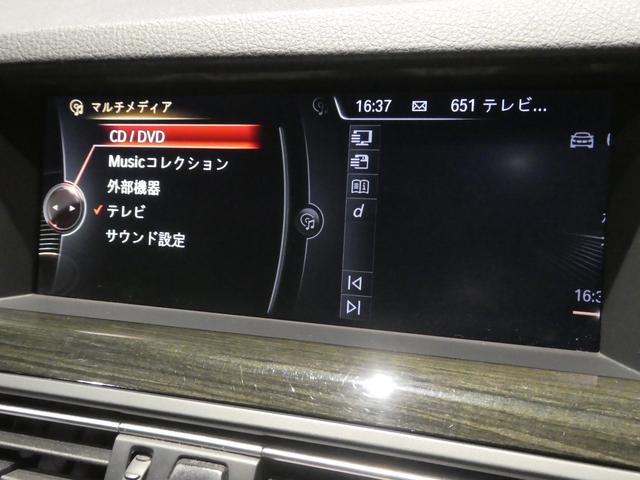 マルチメディア
16:37 651 テレビ...
CD / DVD
Musicコレクション
外部機器
テレビ
サウンド設定
d